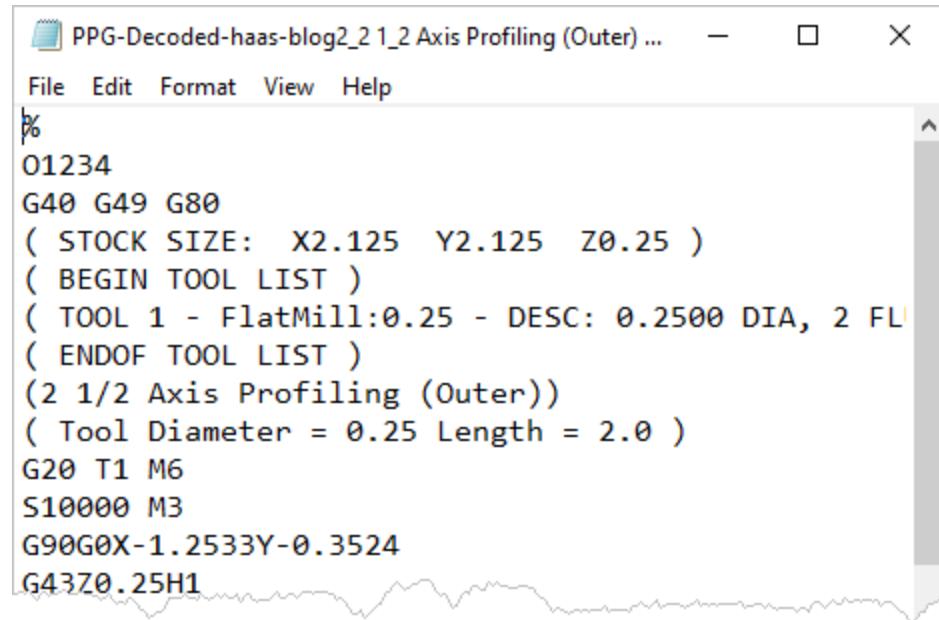 PPG-Decoded-haas-blog2_2 1_2 Axis Profiling (Outer) ...
File Edit Format View Help
%
O1234
G40 G49 G80
( STOCK SIZE:  X2.125  Y2.125  Z0.25 )
( BEGIN TOOL LIST )
( TOOL 1 - FlatMill:0.25 - DESC: 0.2500 DIA, 2 FL
( ENDOF TOOL LIST )
(2 1/2 Axis Profiling (Outer))
( Tool Diameter = 0.25 Length = 2.0 )
G20 T1 M6
S10000 M3
G90G0X-1.2533Y-0.3524
G43Z0.25H1